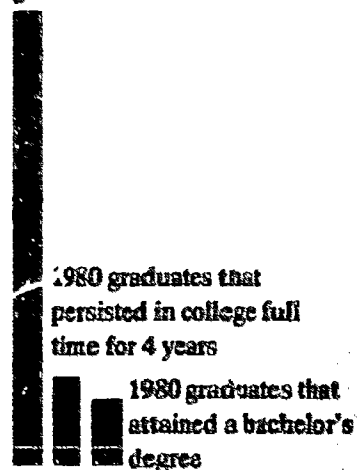 1980 graduates that
persisted in college full
time for 4 years
1980 graduates that
attained a bachelor's
degree